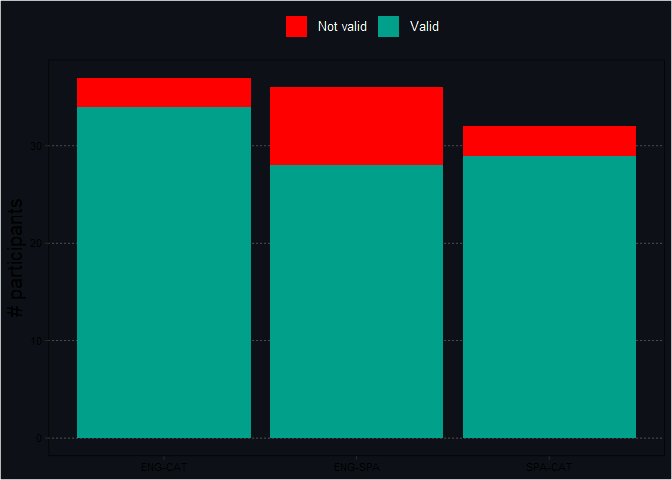 Not valid
Valid
# participants
30
20
10
0
ENG-CAT
ENG-SPA
SPA-CAT